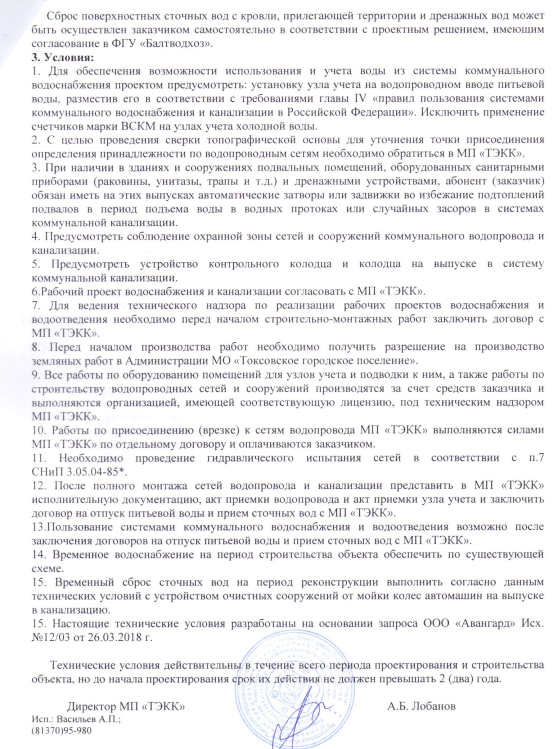 Сброс поверхностных сточных вод с кровли, прилегающей территории и дренажных вод может
быть осуществлен заказчиком самостоятельно в соответствии с проектным решением, имеющим
согласование в ФГУ «Балтводхоз».
3. Условия:
1. Для обеспечения возможности использования и учета воды из системы коммунального
водоснабжения проектом предусмотреть: установку узла учета на водопроводном вводе питьевой
воды, разместив его в соответствии с требованиями главы IV «правил пользования системами
коммунального водоснабжения и канализации в Российской Федерации». Исключить применение
счетчиков марки ВСКМ на узлах учета холодной воды.
2. С целью проведения сверки топографической основы для уточнения точки присоединения
определения принадлежности по водопроводным сетям необходимо обратиться в МП «ТЭКК».
3. При наличии в зданиях и сооружениях подвальных помещений, оборудованных санитарными
приборами (раковины, унитазы, трапы и т.д.) и дренажными устройствами, абонент (заказчик)
обязан иметь на этих выпусках автоматические затворы или задвижки во избежание подтоплений
подвалов в период подъема воды в водных протоках или случайных засоров в системах
коммунальной канализации.
4. Предусмотреть соблюдение охранной зоны сетей и сооружений коммунального водопровода и
канализации.
5. Предусмотреть устройство контрольного колодца и колодца на выпуске в систему
коммунальной канализации.
6.Рабочий проект водоснабжения и канализации согласовать с МП «ТЭКК».
7. Для ведения технического надзора по реализации рабочих проектов водоснабжения и
водоотведения необходимо перед началом строительно-монтажных работ заключить договор с
МП «ТЭКК».
8. Перед началом производства работ необходимо получить разрешение на производство
земляных работ в Администрации МО «Токсовское городское поселение».
9. Все работы по оборудованию помещений для узлов учета и подводки к ним, а также работы по
строительству водопроводных сетей и сооружений производятся за счет средств заказчика и
выполняются организацией, имеющей соответствующую лицензию, под техническим надзором
МП «ТЭКК».
10. Работы по присоединению (врезке) к сетям водопровода МП «ТЭКК» выполняются силами
МП «ТЭКК» по отдельному договору и оплачиваются заказчиком.
11. Необходимо проведение гидравлического испытания сетей в соответствии с п.7
СНиП 3.05.04-85*.
12. После полного монтажа сетей водопровода и канализации представить в МП «ТЭКК»
исполнительную документацию, акт приемки водопровода и акт приемки узла учета и заключить
договор на отпуск питьевой воды и прием сточных вод с МП «ТЭКК».
13.Пользование системами коммунального водоснабжения и водоотведения возможно после
заключения договоров на отпуск питьевой воды и прием сточных вод с МП «ТЭКК».
14. Временное водоснабжение на период строительства объекта обеспечить по существующей
схеме.
15. Временный сброс сточных вод на период реконструкции выполнить согласно данным
технических условий с устройством очистных сооружений от мойки колес автомашин на выпуске
в канализацию.
15. Настоящие технические условия разработаны на основании запроса ООО «Авангард» Исх.
№12/03 от 26.03.2018 г.
Технические условия действительны в течение всего периода проектирования и строительства
объекта, но до начала проектирования срок их действия не должен превышать 2 (два) года.
Директор МП «ТЭКК» А.Б. Лобанов
Исп.: Васильев А.П.;
(81370)95-980